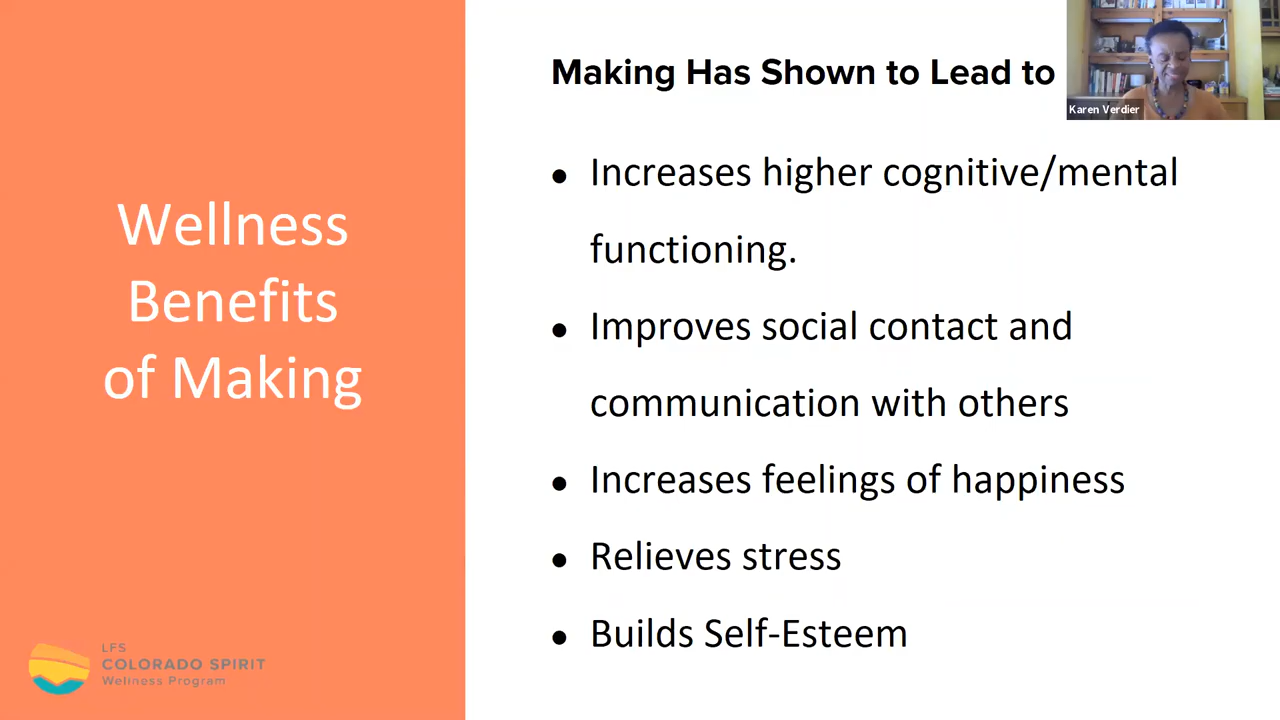 Wellness
Benefits
of Making
Making Has Shown to Lead to
Karen Verdier
● Increases higher cognitive/mental
functioning.
● Improves social contact and
communication with others
● Increases feelings of happiness
● Relieves stress
● Builds Self-Esteem
LFS
COLORADO SPIRIT
Wellness Program